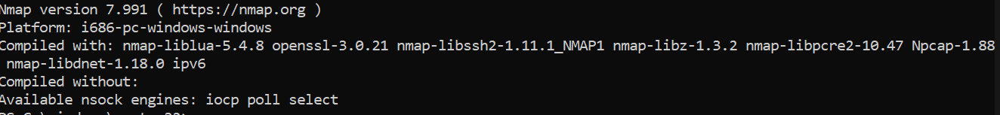 Nmap version 7.991 ( https://nmap.org )
Platform: i686-pc-windows-windows
Compiled with: nmap-liblua-5.4.8 openssl-3.0.21 nmap-libssh2-1.11.1_NMAP1 nmap-libz-1.3.2 nmap-libpcre2-10.47 Npcap-1.88
nmap-libdnet-1.18.0 ipv6
Compiled without:
Available nsock engines: iocp poll select